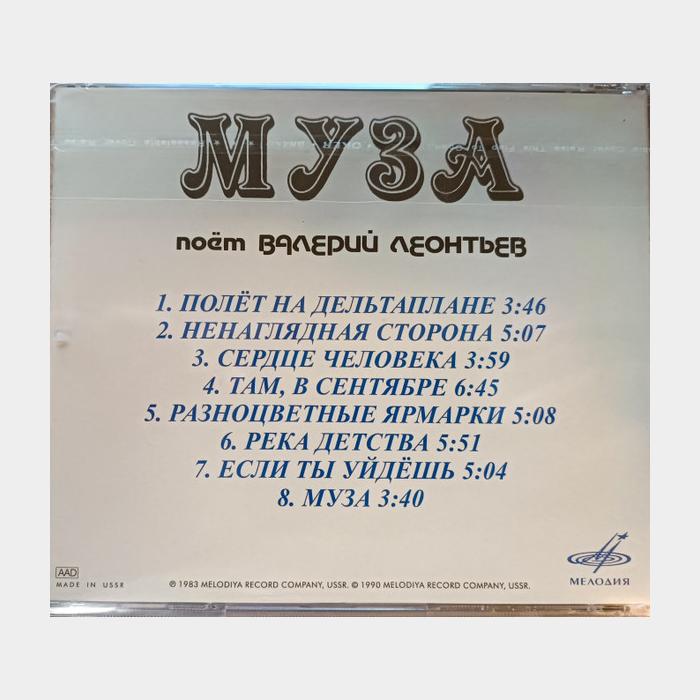 МУЗА
поёт ВАЛЕРИЙ ЛЕОНТЬЕВ
1. ПОЛЁТ НА ДЕЛЬТАПЛАНЕ 3:46
2. НЕНАГЛЯДНАЯ СТОРОНА 5:07
3. СЕРДЦЕ ЧЕЛОВЕКА 3:59
4. ТАМ, В СЕНТЯБРЕ 6:45
5. РАЗНОЦВЕТНЫЕ ЯРМАРКИ 5:08
6. РЕКА ДЕТСТВА 5:51
7. ЕСЛИ ТЫ УЙДЁШЬ 5:04
8. МУЗА 3:40
AAD
MADE IN USSR
℗ 1983 MELODIYA RECORD COMPANY, USSR. © 1990 MELODIYA RECORD COMPANY, USSR.
МЕЛОДИЯ